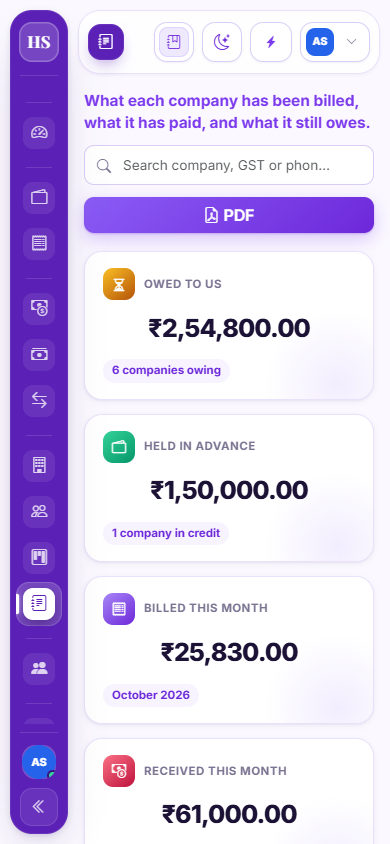 HS
AS
What each company has been billed,
what it has paid, and what it still owes.
Search company, GST or phon...
PDF
OWED TO US
₹2,54,800.00
6 companies owing
HELD IN ADVANCE
₹1,50,000.00
1 company in credit
BILLED THIS MONTH
₹25,830.00
October 2026
RECEIVED THIS MONTH
₹61,000.00
AS